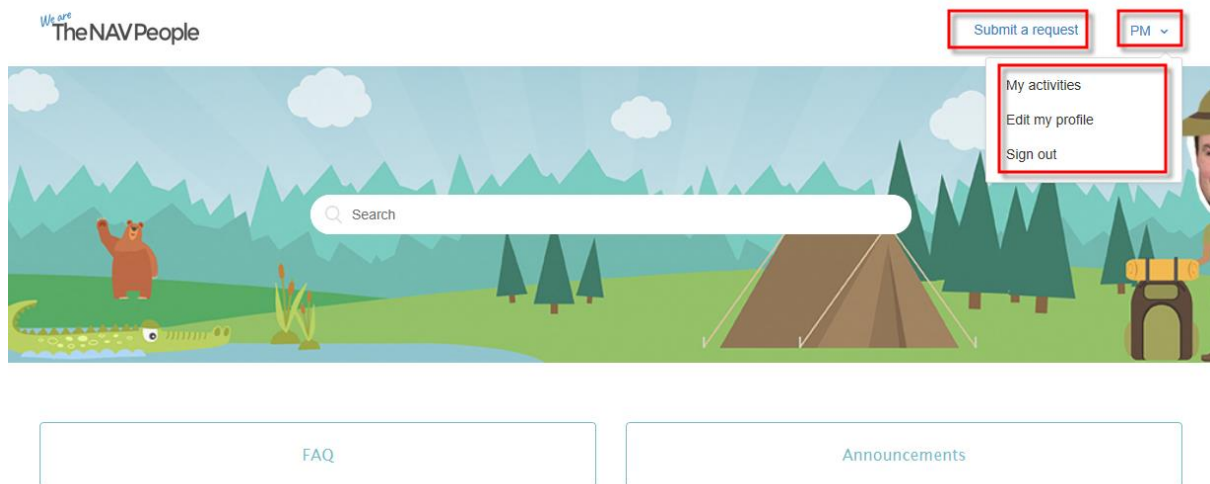 We are
The NAV People
Submit a request
PM
My activities
Edit my profile
Sign out
Search
FAQ
Announcements